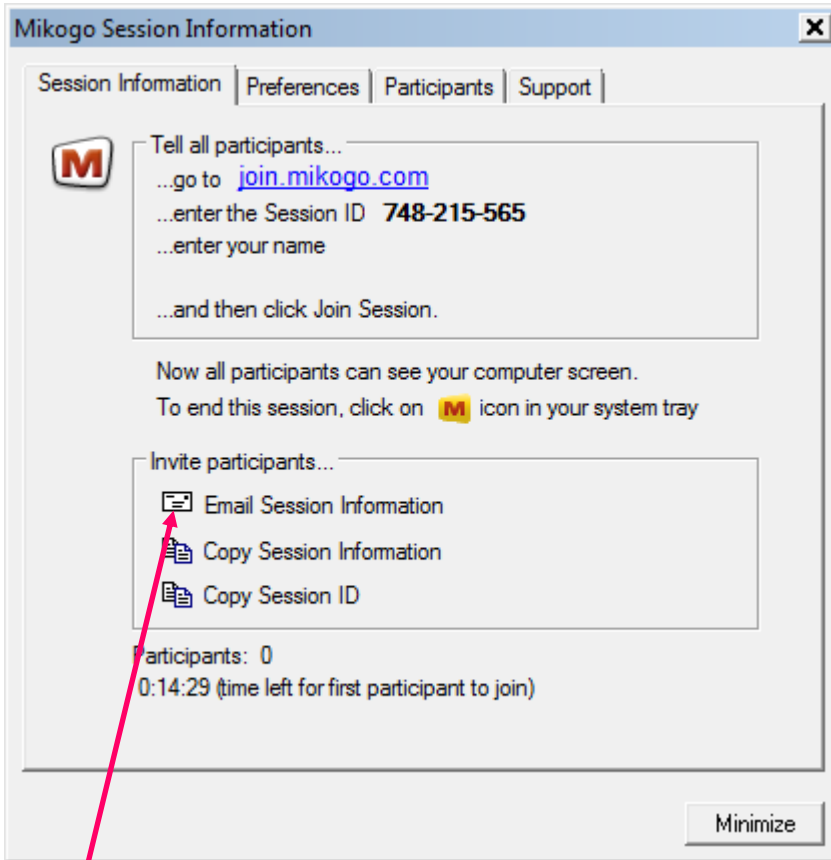 Mikogo Session Information
Session Information Preferences Participants Support
M
Tell all participants...
...go to join.mikogo.com
...enter the Session ID 748-215-565
...enter your name
...and then click Join Session.
Now all participants can see your computer screen.
To end this session, click on M icon in your system tray
Invite participants...
Email Session Information
Copy Session Information
Copy Session ID
Participants: 0
0:14:29 (time left for first participant to join)
Minimize